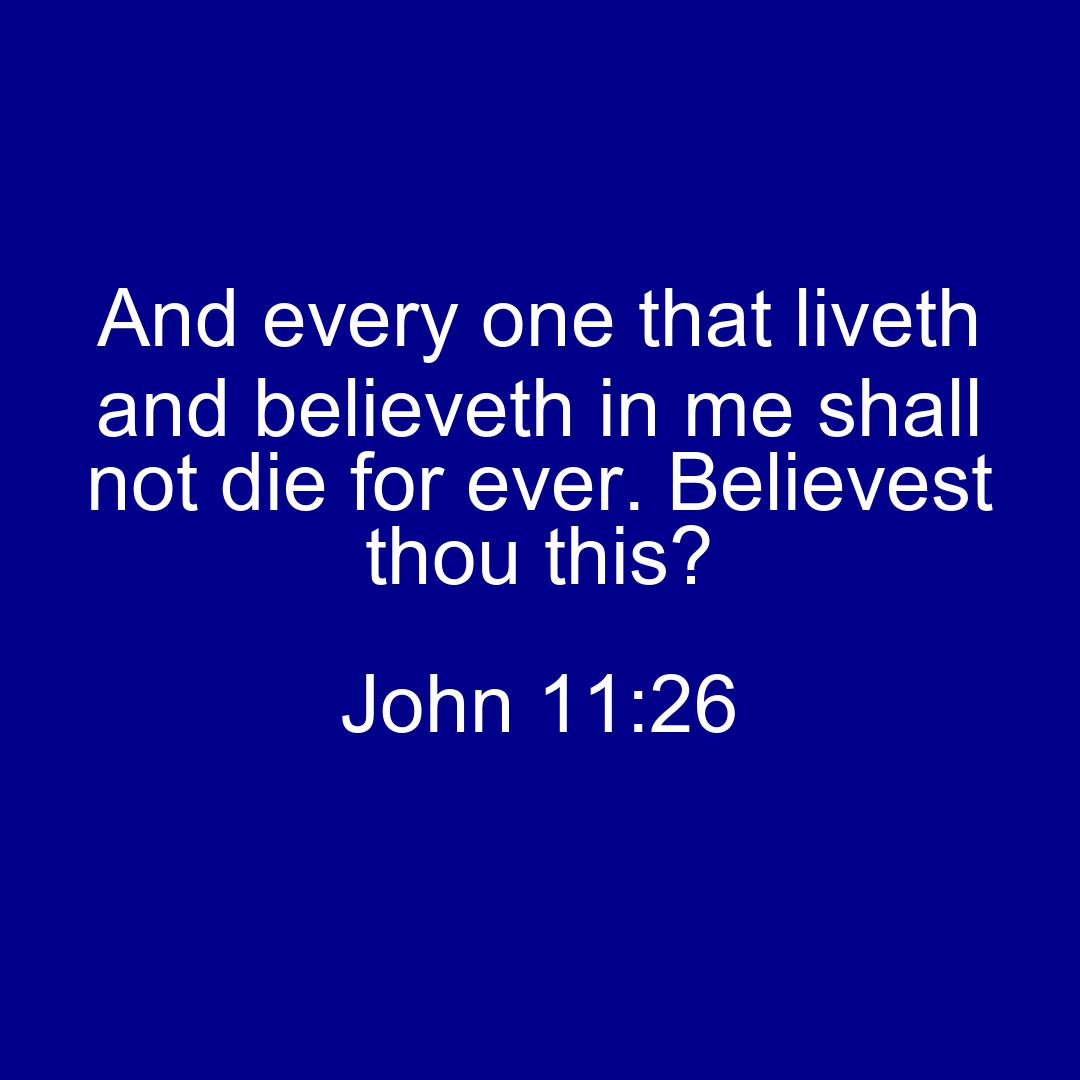 And every one that liveth
and believeth in me shall
not die for ever. Believest
thou this?
John 11:26